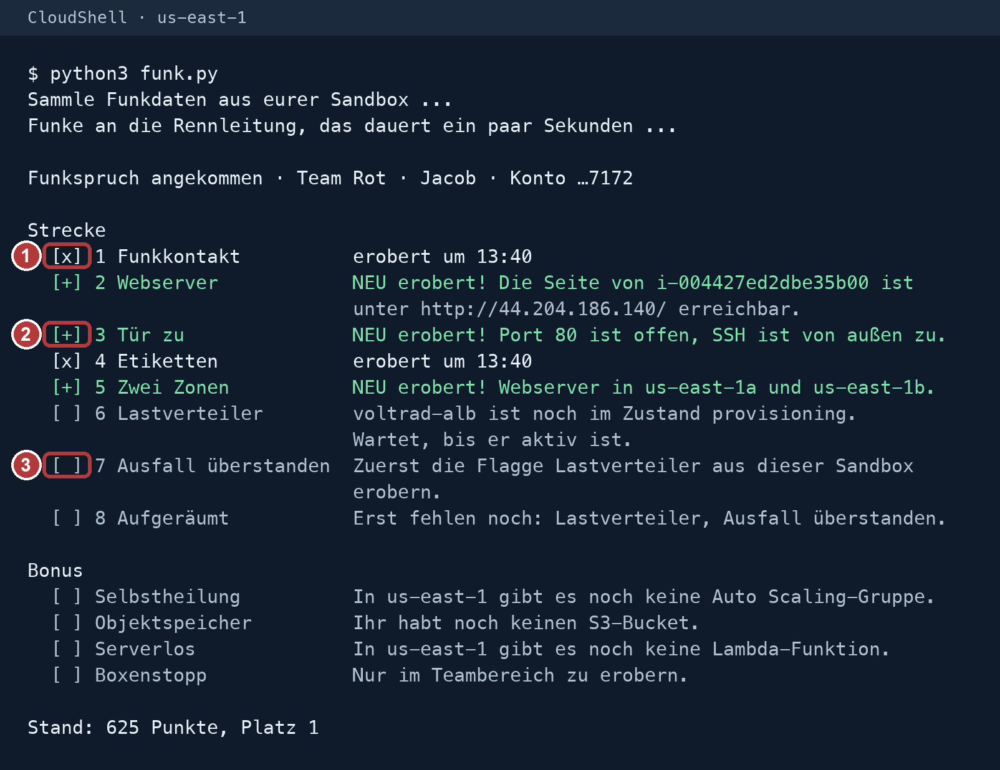 CloudShell · us-east-1
$ python3 funk.py
Sammle Funkdaten aus eurer Sandbox ...
Funke an die Rennleitung, das dauert ein paar Sekunden ...
Funkspruch angekommen · Team Rot · Jacob · Konto …7172
Strecke
1 [x] 1 Funkkontakt erobert um 13:40
[+] 2 Webserver NEU erobert! Die Seite von i-004427ed2dbe35b00 ist
unter http://44.204.186.140/ erreichbar.
2 [+] 3 Tür zu NEU erobert! Port 80 ist offen, SSH ist von außen zu.
[x] 4 Etiketten erobert um 13:40
[+] 5 Zwei Zonen NEU erobert! Webserver in us-east-1a und us-east-1b.
[ ] 6 Lastverteiler voltrad-alb ist noch im Zustand provisioning.
Wartet, bis er aktiv ist.
3 [ ] 7 Ausfall überstanden Zuerst die Flagge Lastverteiler aus dieser Sandbox
erobern.
[ ] 8 Aufgeräumt Erst fehlen noch: Lastverteiler, Ausfall überstanden.
Bonus
[ ] Selbstheilung In us-east-1 gibt es noch keine Auto Scaling-Gruppe.
[ ] Objektspeicher Ihr habt noch keinen S3-Bucket.
[ ] Serverlos In us-east-1 gibt es noch keine Lambda-Funktion.
[ ] Boxenstopp Nur im Teambereich zu erobern.
Stand: 625 Punkte, Platz 1